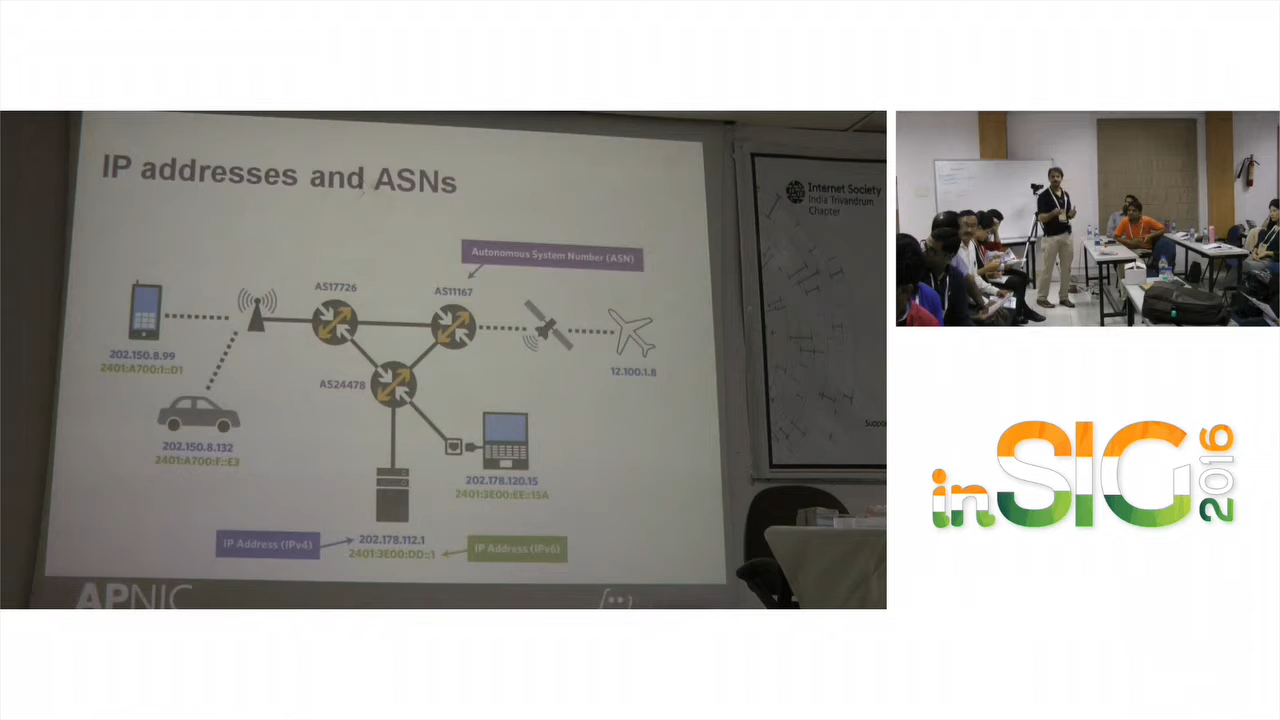 IP addresses and ASNs
Autonomous System Number (ASN)
AS17726
AS11167
202.150.8.99
2401:A700:1::D1
12.100.1.8
AS24478
202.150.8.132
2401:A700:F::E3
202.178.120.15
2401:3E00:EE::15A
IP Address (IPv4)
202.178.112.1
2401:3E00:DD::1
IP Address (IPv6)
APNIC
Internet Society
India Trivandrum
Chapter
inSIG 2016